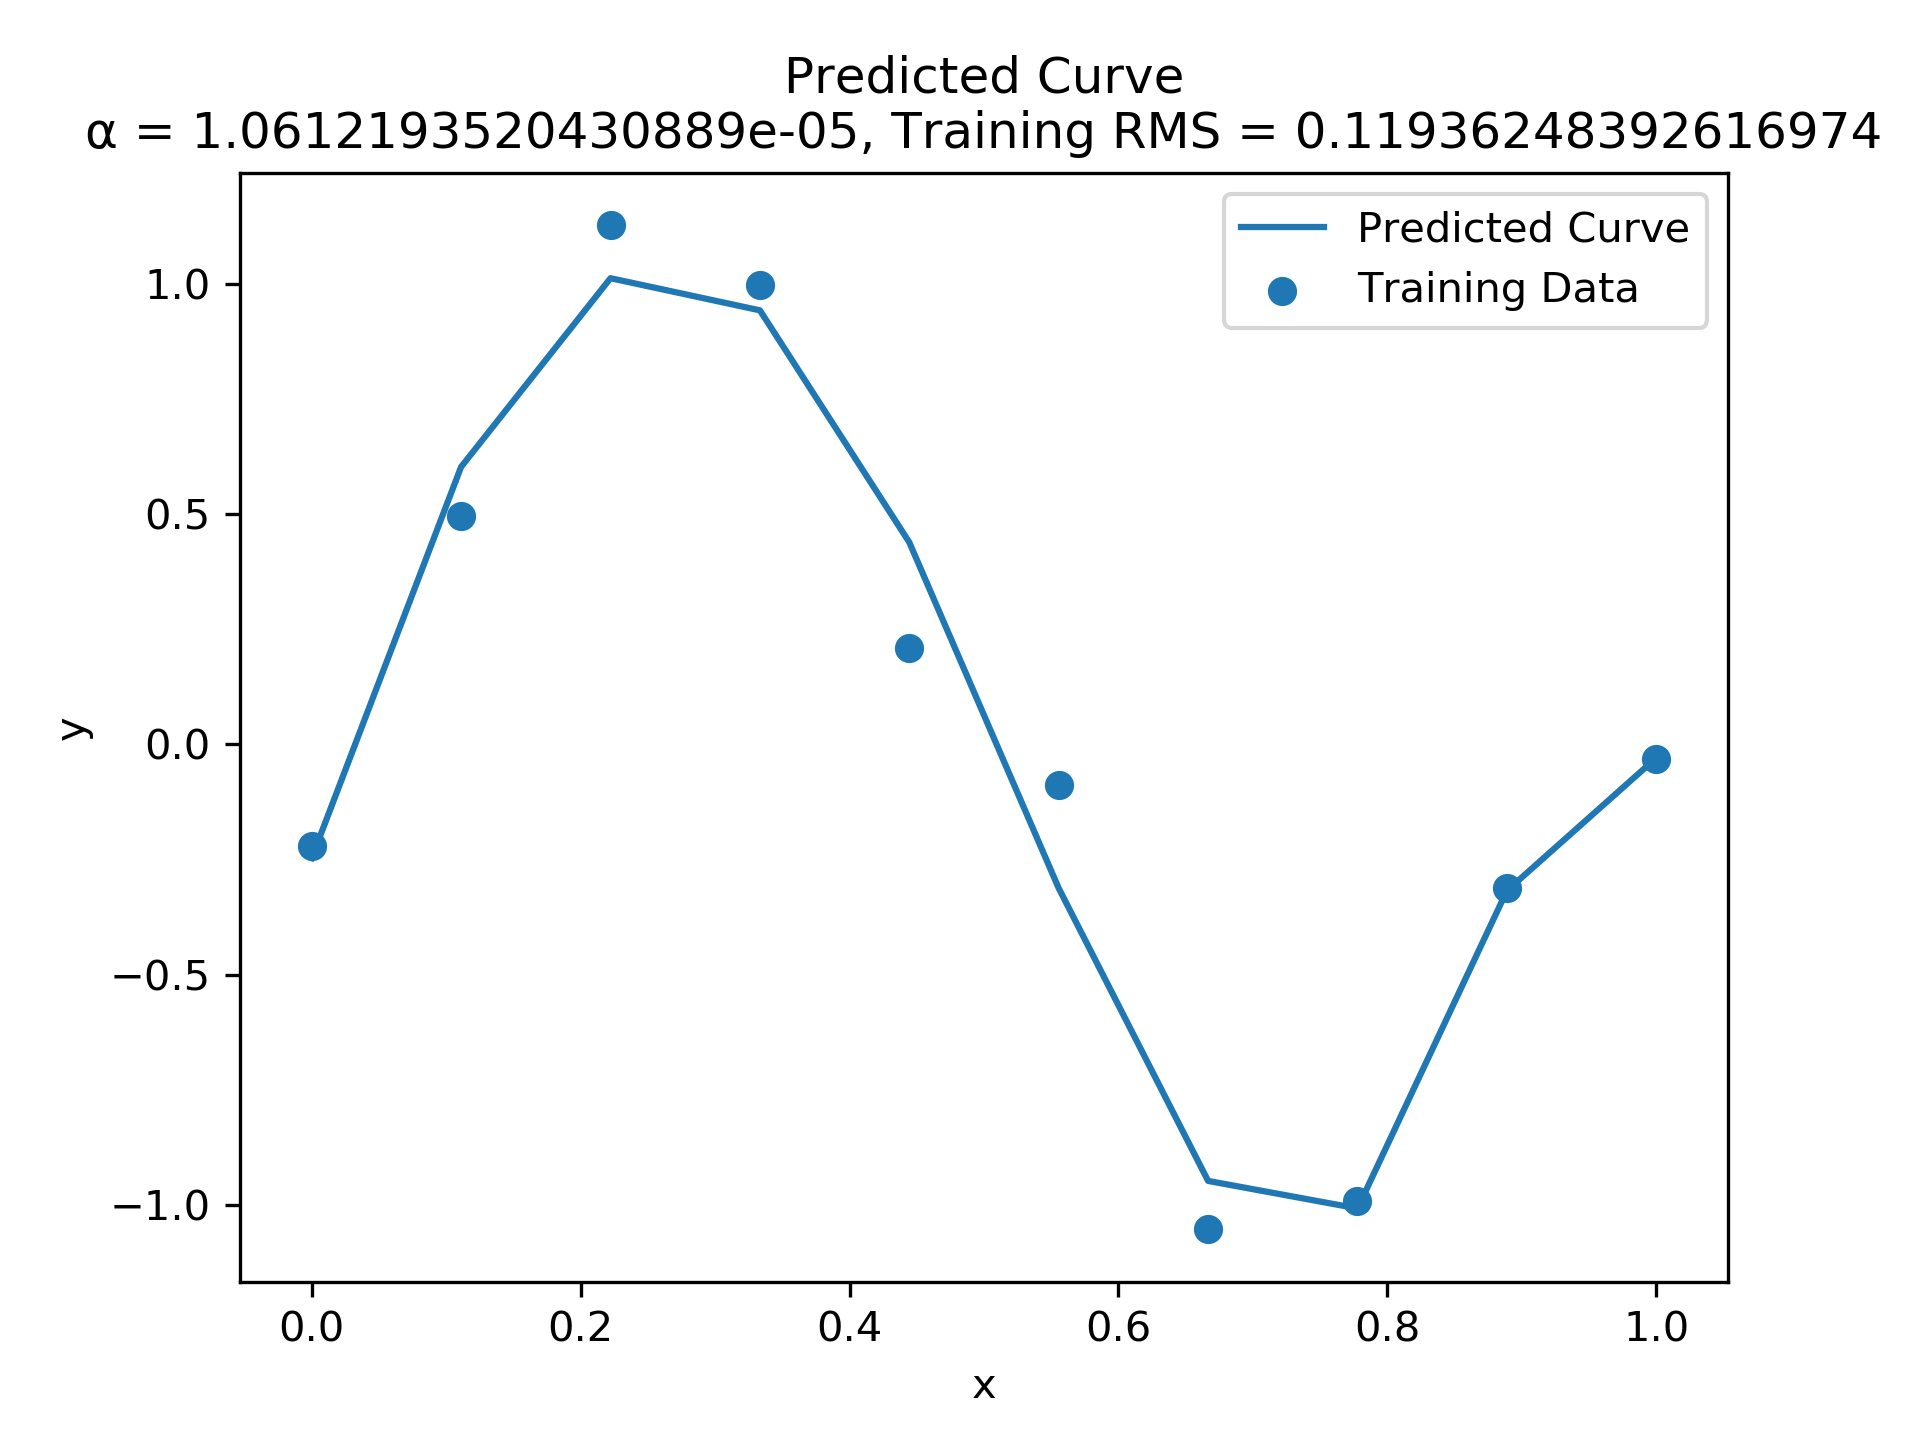 Predicted Curve
α = 1.0612193520430889e-05, Training RMS = 0.11936248392616974
Predicted Curve
Training Data
1.0
0.5
0.0
−0.5
−1.0
y
0.0 0.2 0.4 0.6 0.8 1.0
x